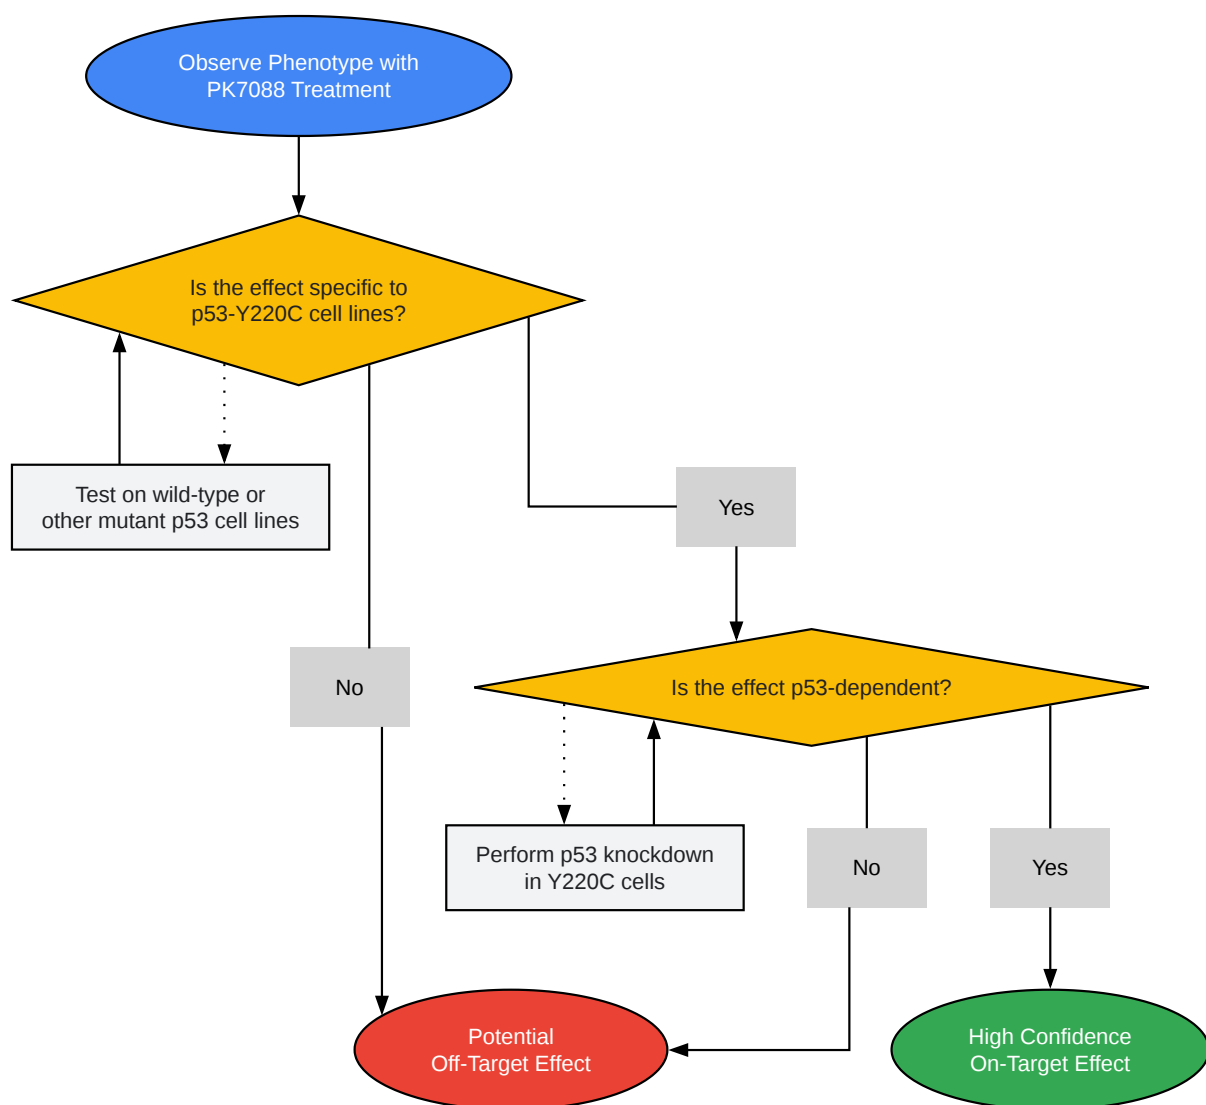 Observe Phenotype with
PK7088 Treatment
Is the effect specific to
p53-Y220C cell lines?
Test on wild-type or
other mutant p53 cell lines
Yes
No
Is the effect p53-dependent?
Perform p53 knockdown
in Y220C cells
No
Yes
Potential
Off-Target Effect
High Confidence
On-Target Effect